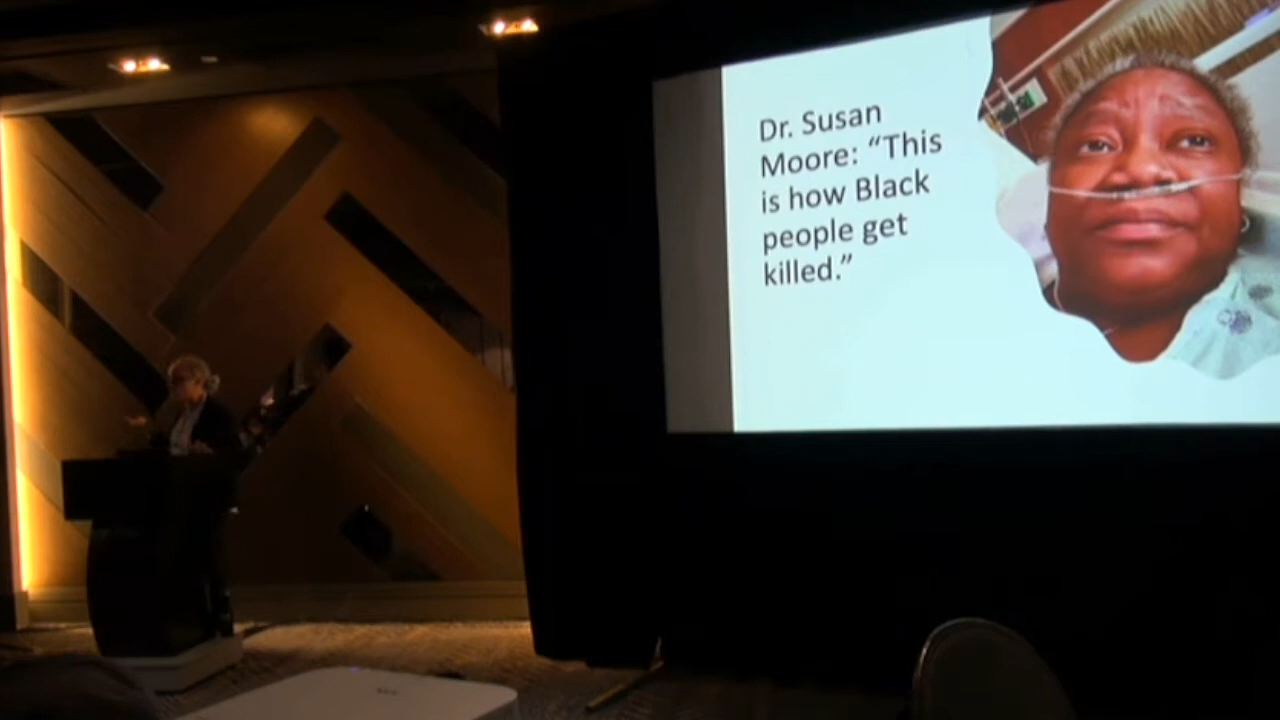 Dr. Susan
Moore: “This
is how Black
people get
killed.”